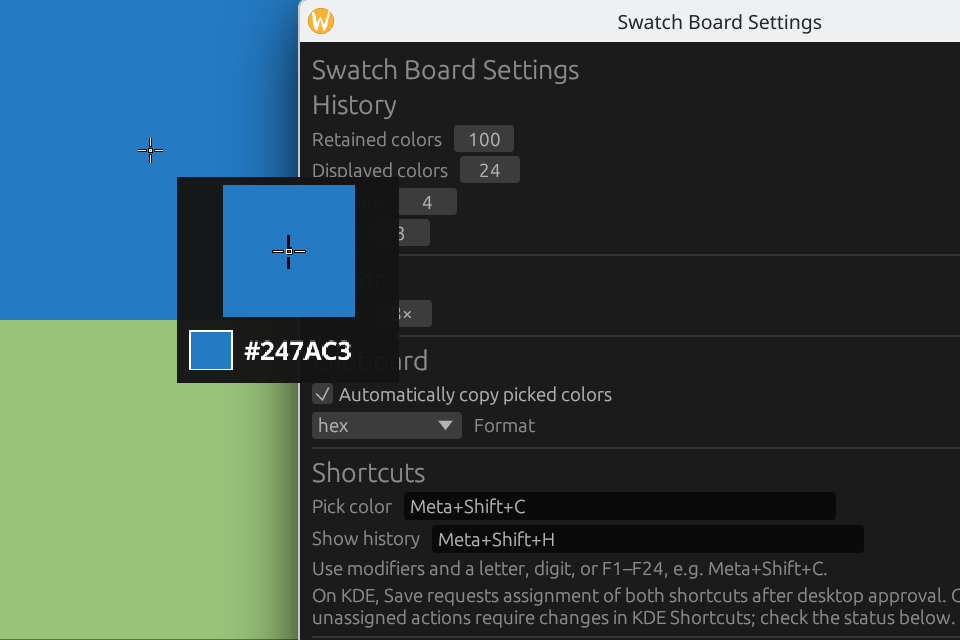 Swatch Board Settings
Swatch Board Settings
History
Retained colors 100
Displayed colors 24
4
3
#247AC3
Automatically copy picked colors
hex Format
Shortcuts
Pick color Meta+Shift+C
Show history Meta+Shift+H
Use modifiers and a letter, digit, or F1–F24, e.g. Meta+Shift+C.
On KDE, Save requests assignment of both shortcuts after desktop approval.
unassigned actions require changes in KDE Shortcuts; check the status below.